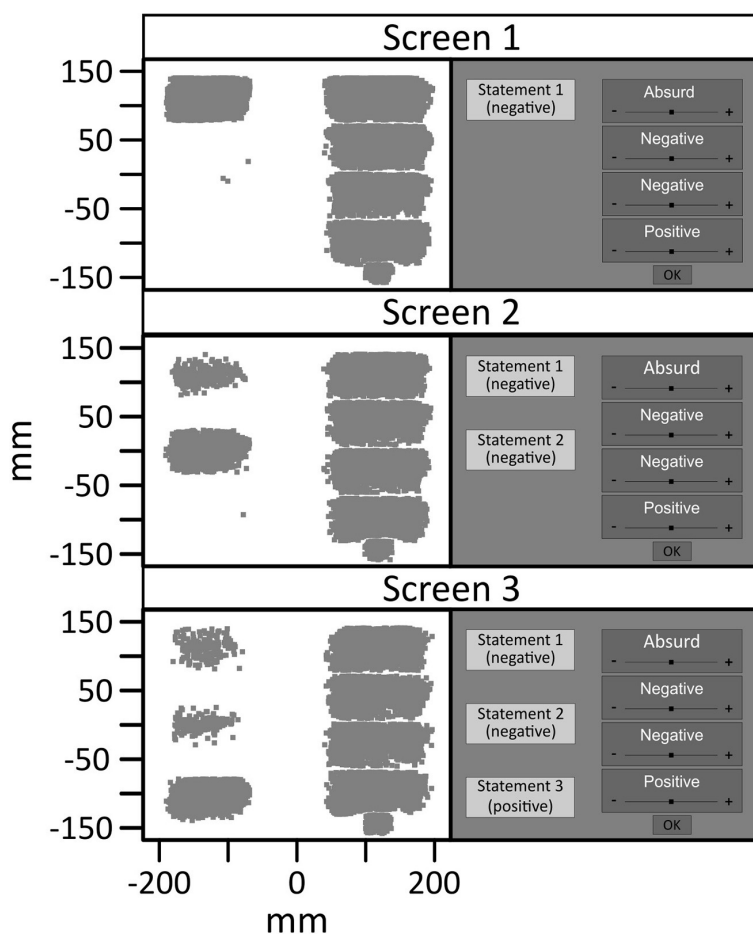 Screen 1
150
50
-50
-150
Statement 1
(negative)
Absurd
- +
Negative
- +
Negative
- +
Positive
- +
OK
Screen 2
150
50
-50
-150
Statement 1
(negative)
Statement 2
(negative)
Absurd
- +
Negative
- +
Negative
- +
Positive
- +
OK
mm
Screen 3
150
50
-50
-150
Statement 1
(negative)
Statement 2
(negative)
Statement 3
(positive)
Absurd
- +
Negative
- +
Negative
- +
Positive
- +
OK
-200 0 200
mm